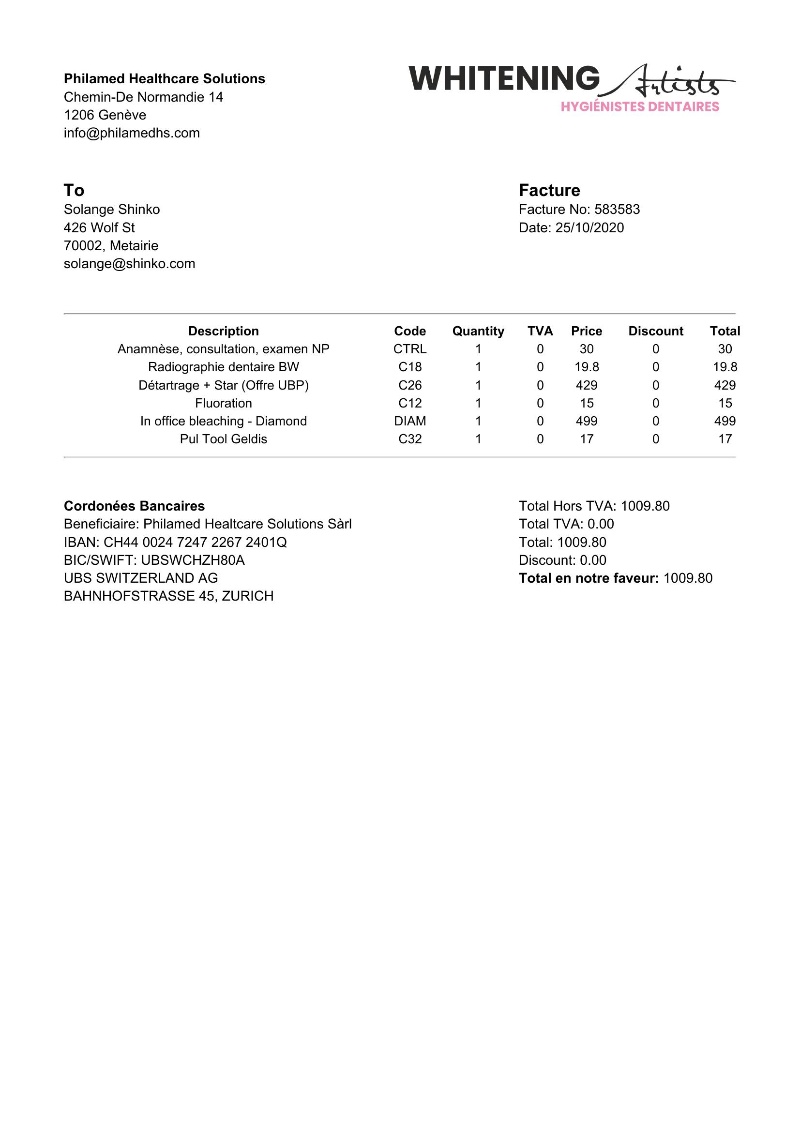 Philamed Healthcare Solutions
Chemin-De Normandie 14
1206 Genève
info@philamedhs.com
WHITENING Artists
HYGIÉNISTES DENTAIRES
To
Solange Shinko
426 Wolf St
70002, Metairie
solange@shinko.com
Facture
Facture No: 583583
Date: 25/10/2020
Description Code Quantity TVA Price Discount Total
Anamnèse, consultation, examen NP CTRL 1 0 30 0 30
Radiographie dentaire BW C18 1 0 19.8 0 19.8
Détartrage + Star (Offre UBP) C26 1 0 429 0 429
Fluoration C12 1 0 15 0 15
In office bleaching - Diamond DIAM 1 0 499 0 499
Pul Tool Geldis C32 1 0 17 0 17
Cordonées Bancaires
Beneficiaire: Philamed Healtcare Solutions Sàrl
IBAN: CH44 0024 7247 2267 2401Q
BIC/SWIFT: UBSWCHZH80A
UBS SWITZERLAND AG
BAHNHOFSTRASSE 45, ZURICH
Total Hors TVA: 1009.80
Total TVA: 0.00
Total: 1009.80
Discount: 0.00
Total en notre faveur: 1009.80